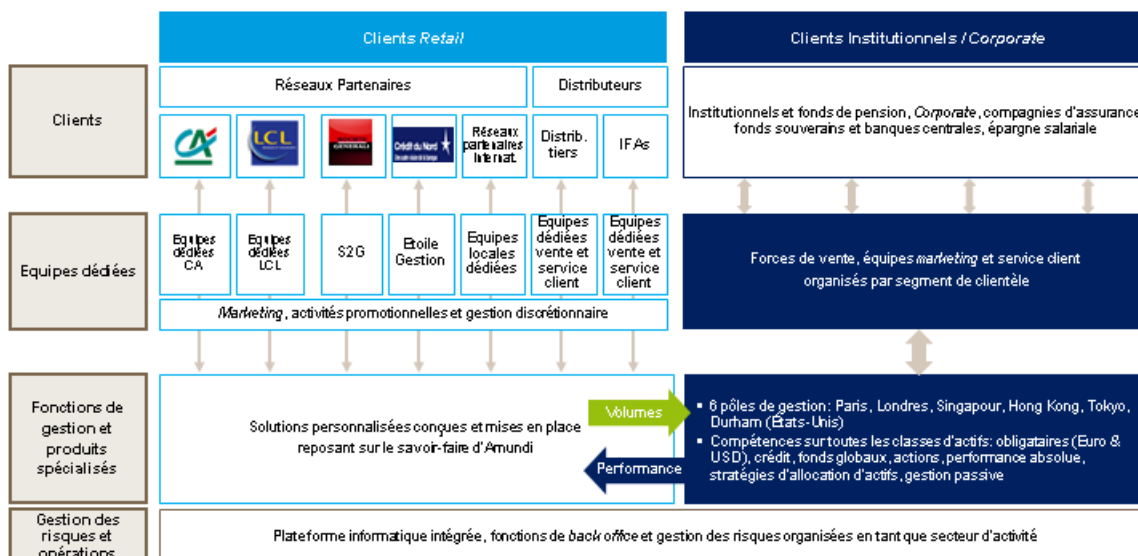 Clients Retail
Clients Institutionnels / Corporate
Clients
Réseaux Partenaires
Distributeurs
CA
LCL
GENERALI
Crédit du Nord
Réseaux
partenaires
Internat.
Distrib.
tiers
IFAs
Institutionnels et fonds de pension, Corporate, compagnies d'assurance
fonds souverains et banques centrales, épargne salariale
Equipes dédiées
Equipes
dédiées
CA
Equipes
dédiées
LCL
S2G
Etoile
Gestion
Equipes
locales
dédiées
Equipes
dédiées
vente et
service
client
Equipes
dédiées
vente et
service
client
Forces de vente, équipes marketing et service client
organisés par segment de clientèle
Marketing, activités promotionnelles et gestion discrétionnaire
Fonctions de
gestion et
produits
spécialisés
Solutions personnalisées conçues et mises en place
reposant sur le savoir-faire d'Amundi
Volumes
Performance
▪ 6 pôles de gestion: Paris, Londres, Singapour, Hong Kong, Tokyo,
Durham (États-Unis)
▪ Compétences sur toutes les classes d'actifs: obligataires (Euro &
USD), crédit, fonds globaux, actions, performance absolue,
stratégies d'allocation d'actifs, gestion passive
Gestion des
risques et
opérations
Plateforme informatique intégrée, fonctions de back office et gestion des risques organisées en tant que secteur d'activité